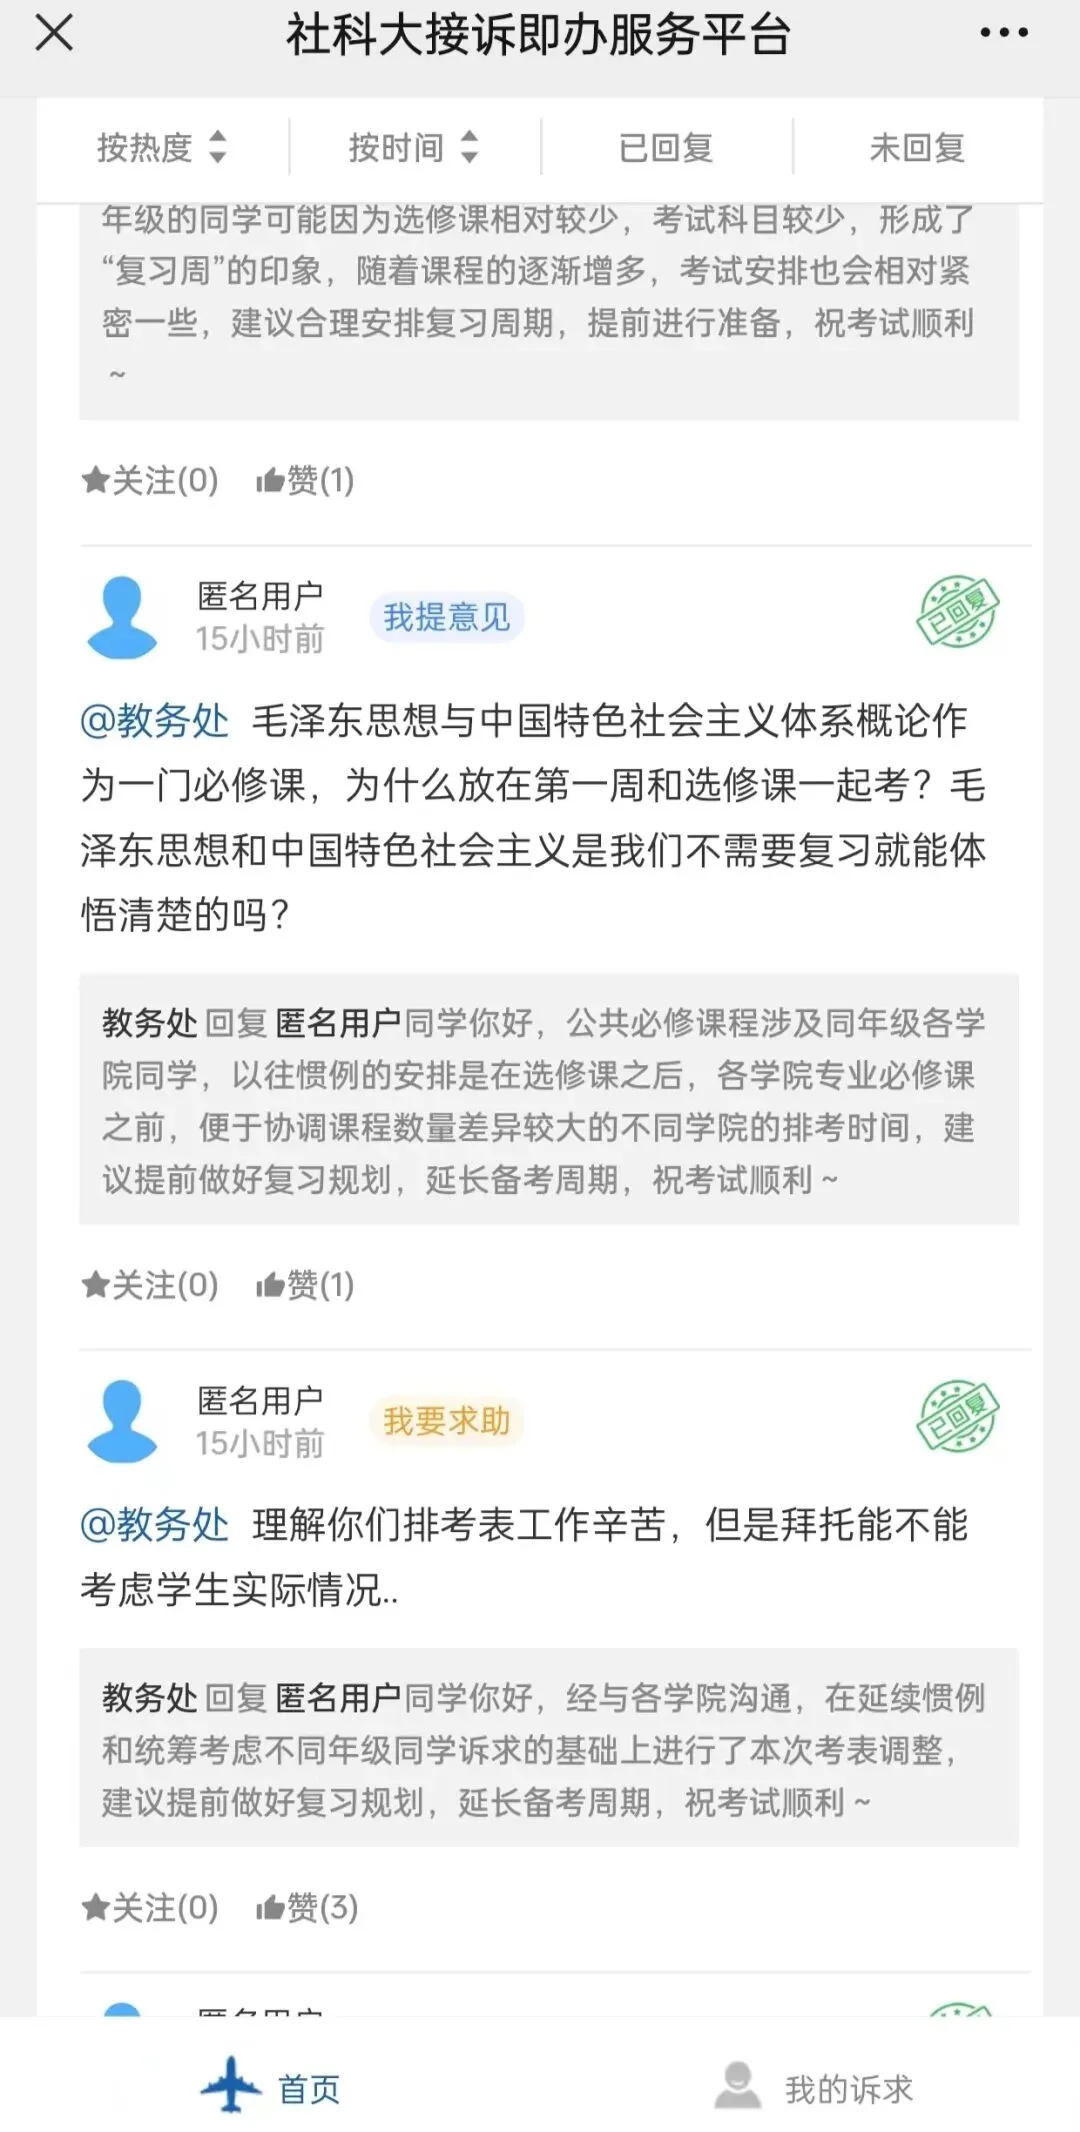 社科大接诉即办服务平台
按热度 按时间 已回复 未回复
年级的同学可能因为选修课相对较少，考试科目较少，形成了
“复习周”的印象，随着课程的逐渐增多，考试安排也会相对紧
密一些，建议合理安排复习周期，提前进行准备，祝考试顺利
~
关注(0) 赞(1)
匿名用户
15小时前
我提意见
已回复
@教务处 毛泽东思想与中国特色社会主义体系概论作
为一门必修课，为什么放在第一周和选修课一起考？毛
泽东思想和中国特色社会主义是我们不需要复习就能体
悟清楚的吗？
教务处 回复 匿名用户同学你好，公共必修课程涉及同年级各学
院同学，以往惯例的安排是在选修课之后，各学院专业必修课
之前，便于协调课程数量差异较大的不同学院的排考时间，建
议提前做好复习规划，延长备考周期，祝考试顺利~
关注(0) 赞(1)
匿名用户
15小时前
我要求助
已回复
@教务处 理解你们排考表工作辛苦，但是拜托能不能
考虑学生实际情况..
教务处 回复 匿名用户同学你好，经与各学院沟通，在延续惯例
和统筹考虑不同年级同学诉求的基础上进行了本次考表调整，
建议提前做好复习规划，延长备考周期，祝考试顺利~
关注(0) 赞(3)
匿名用户
首页 我的诉求